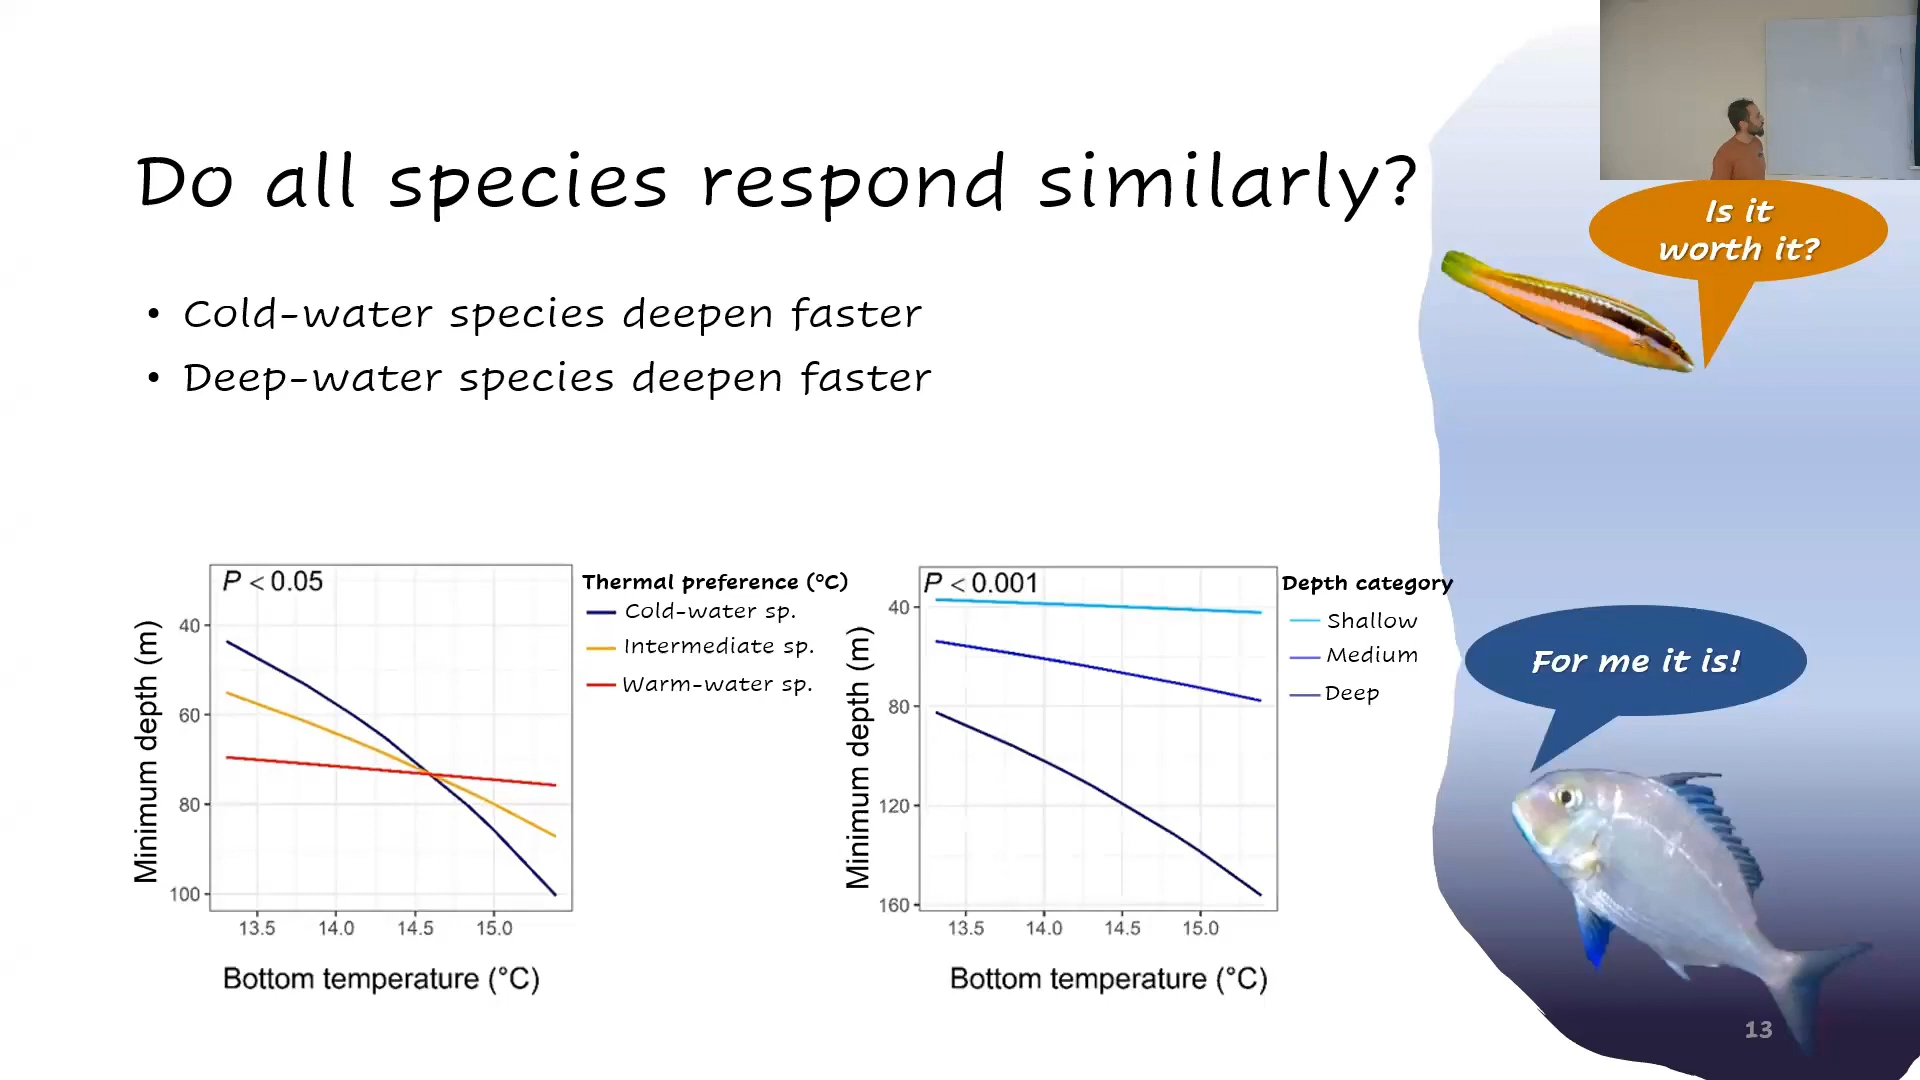 Do all species respond similarly?
• Cold-water species deepen faster
• Deep-water species deepen faster
Is it
worth it?
For me it is!
P < 0.05
Minimum depth (m)
40
60
80
100
13.5 14.0 14.5 15.0
Bottom temperature (°C)
Thermal preference (°C)
Cold-water sp.
Intermediate sp.
Warm-water sp.
P < 0.001
Minimum depth (m)
40
80
120
160
13.5 14.0 14.5 15.0
Bottom temperature (°C)
Depth category
Shallow
Medium
Deep
13